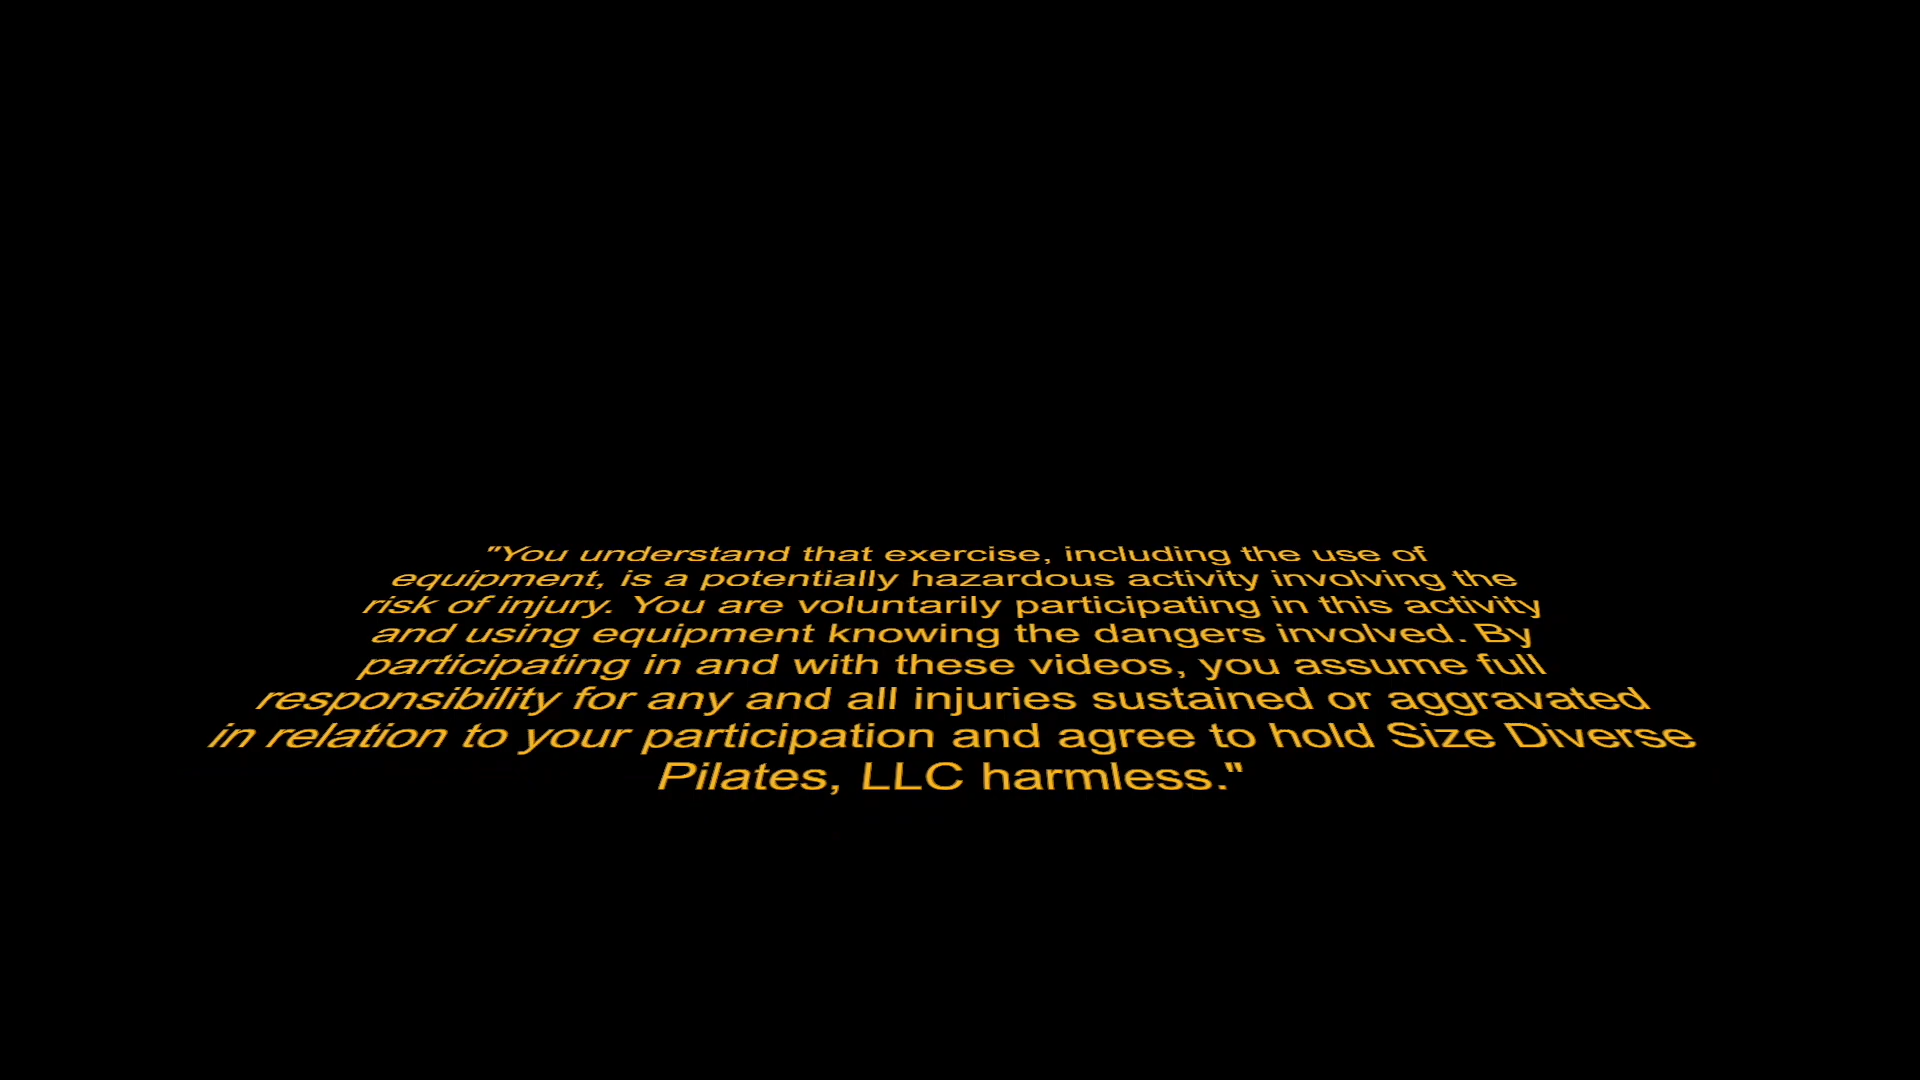 "You understand that exercise, including the use of
equipment, is a potentially hazardous activity involving the
risk of injury. You are voluntarily participating in this activity
and using equipment knowing the dangers involved. By
participating in and with these videos, you assume full
responsibility for any and all injuries sustained or aggravated
in relation to your participation and agree to hold Size Diverse
Pilates, LLC harmless."